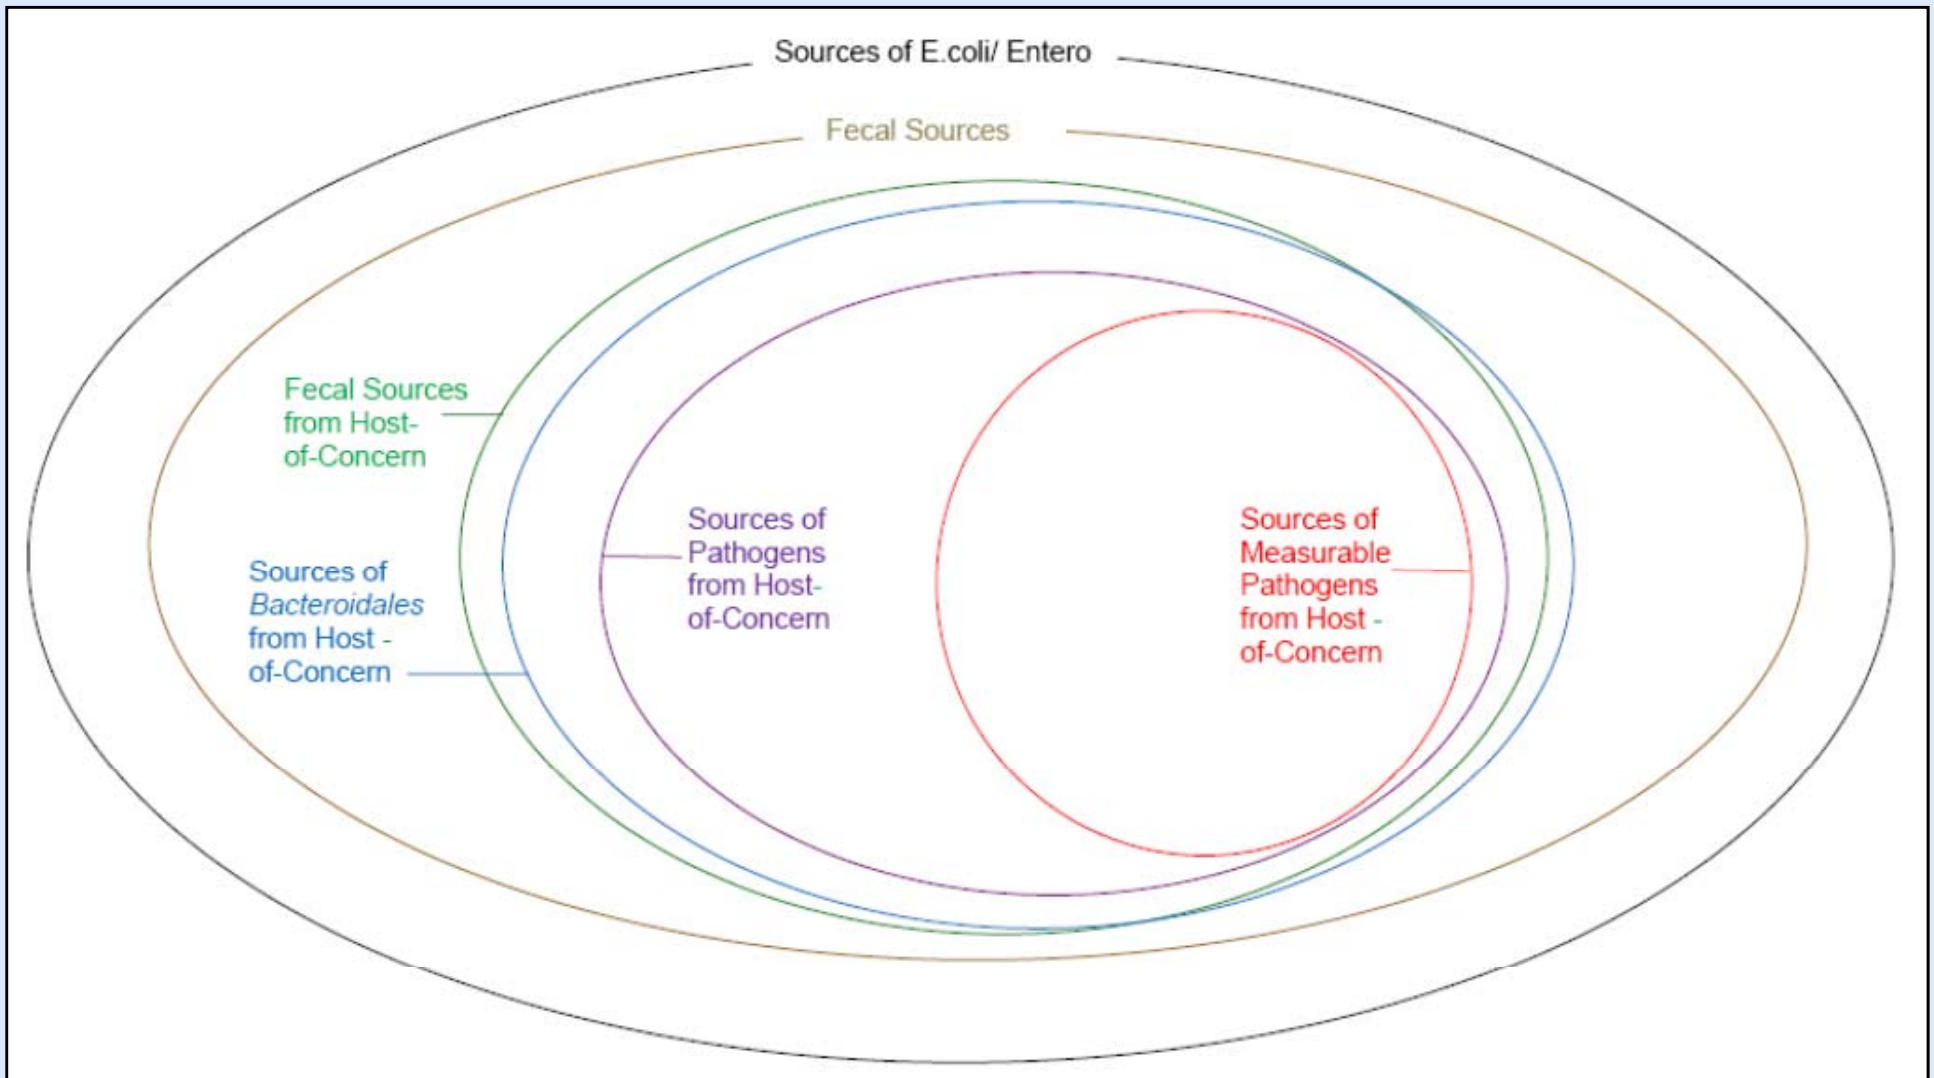 Sources of E.coli/ Entero
Fecal Sources
Fecal Sources
from Host-
of-Concern
Sources of
Bacteroidales
from Host -
of-Concern
Sources of
Pathogens
from Host-
of-Concern
Sources of
Measurable
Pathogens
from Host -
of-Concern